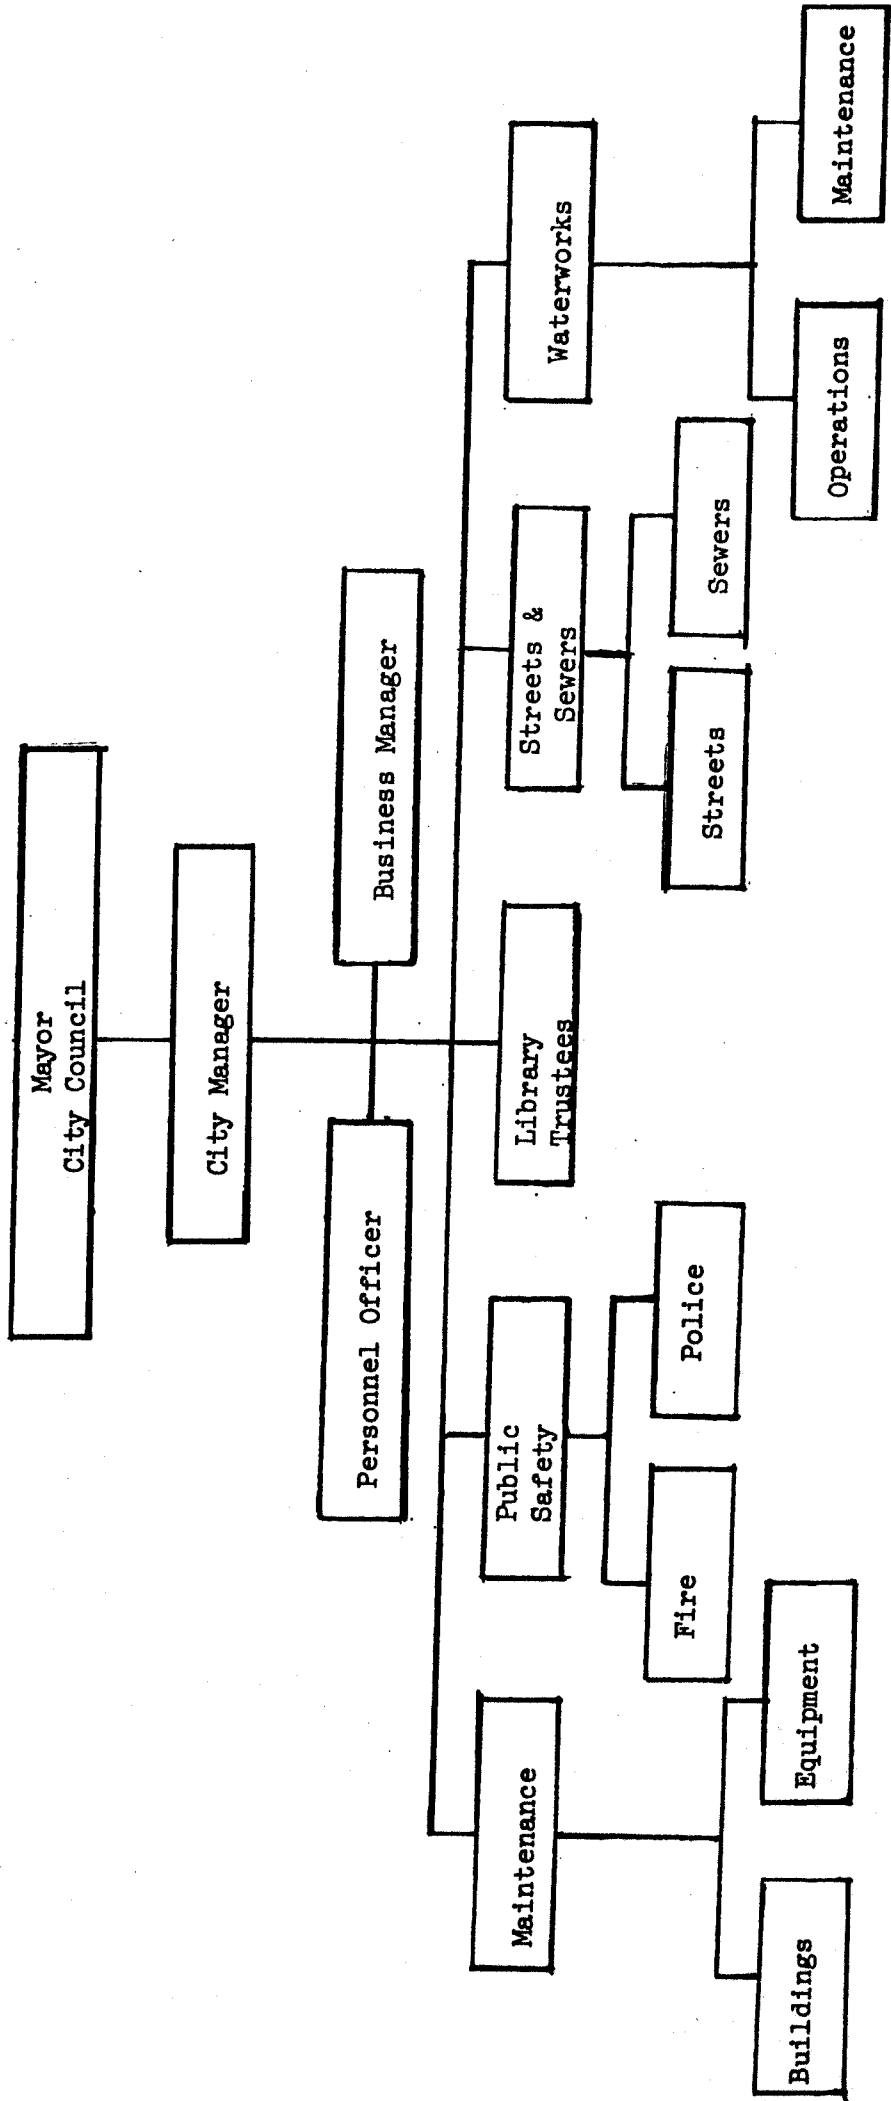 Mayor
City Council
City Manager
Personnel Officer
Business Manager
Maintenance
Public
Safety
Library
Trustees
Streets &
Sewers
Waterworks
Fire
Police
Streets
Sewers
Buildings
Equipment
Operations
Maintenance